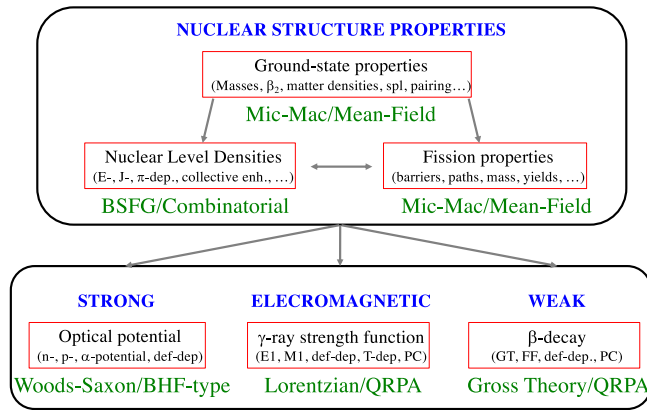 NUCLEAR STRUCTURE PROPERTIES
Ground-state properties
(Masses, β₂, matter densities, spl, pairing…)
Mic-Mac/Mean-Field
Nuclear Level Densities
(E-, J-, π-dep., collective enh., …)
BSFG/Combinatorial
Fission properties
(barriers, paths, mass, yields, …)
Mic-Mac/Mean-Field
STRONG
Optical potential
(n-, p-, α-potential, def-dep)
Woods-Saxon/BHF-type
ELECROMAGNETIC
γ-ray strength function
(E1, M1, def-dep, T-dep, PC)
Lorentzian/QRPA
WEAK
β-decay
(GT, FF, def-dep., PC)
Gross Theory/QRPA